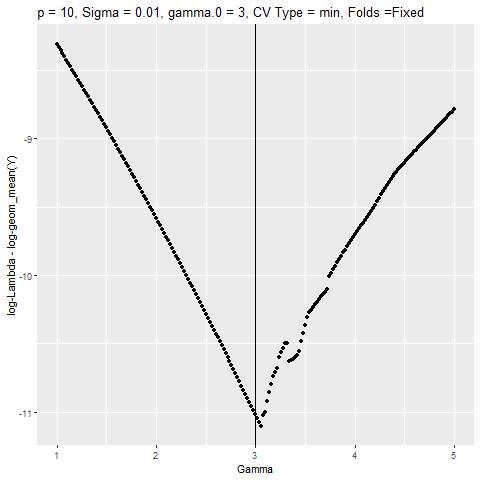 p = 10, Sigma = 0.01, gamma.0 = 3, CV Type = min, Folds =Fixed
log-Lambda - log-geom_mean(Y)
-9
-10
-11
1 2 3 4 5
Gamma